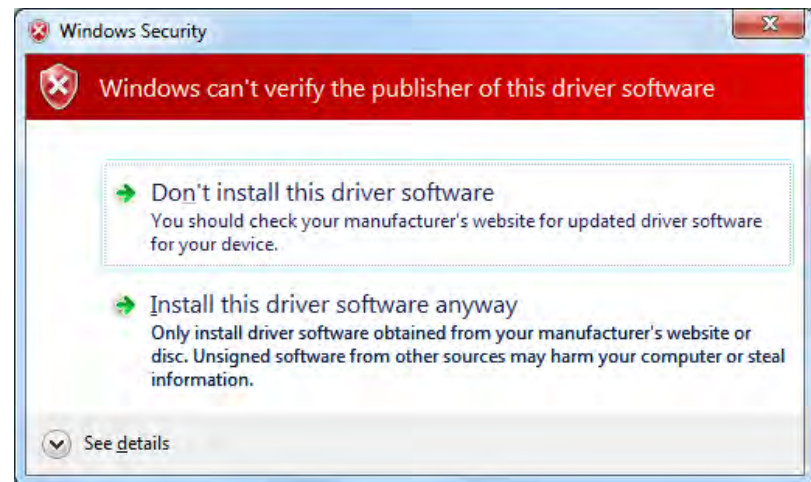 Windows Security
Windows can't verify the publisher of this driver software
Don't install this driver software
You should check your manufacturer's website for updated driver software
for your device.
Install this driver software anyway
Only install driver software obtained from your manufacturer's website or
disc. Unsigned software from other sources may harm your computer or steal
information.
See details